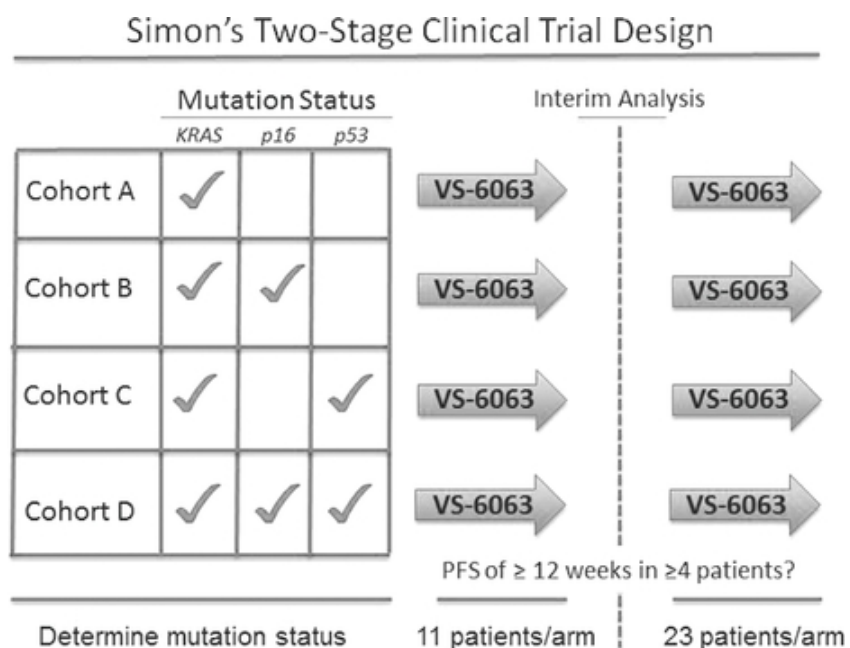 Simon's Two-Stage Clinical Trial Design
Mutation Status
Interim Analysis
KRAS p16 p53
Cohort A
VS-6063
VS-6063
Cohort B
VS-6063
VS-6063
Cohort C
VS-6063
VS-6063
Cohort D
VS-6063
VS-6063
PFS of ≥ 12 weeks in ≥4 patients?
Determine mutation status
11 patients/arm
23 patients/arm